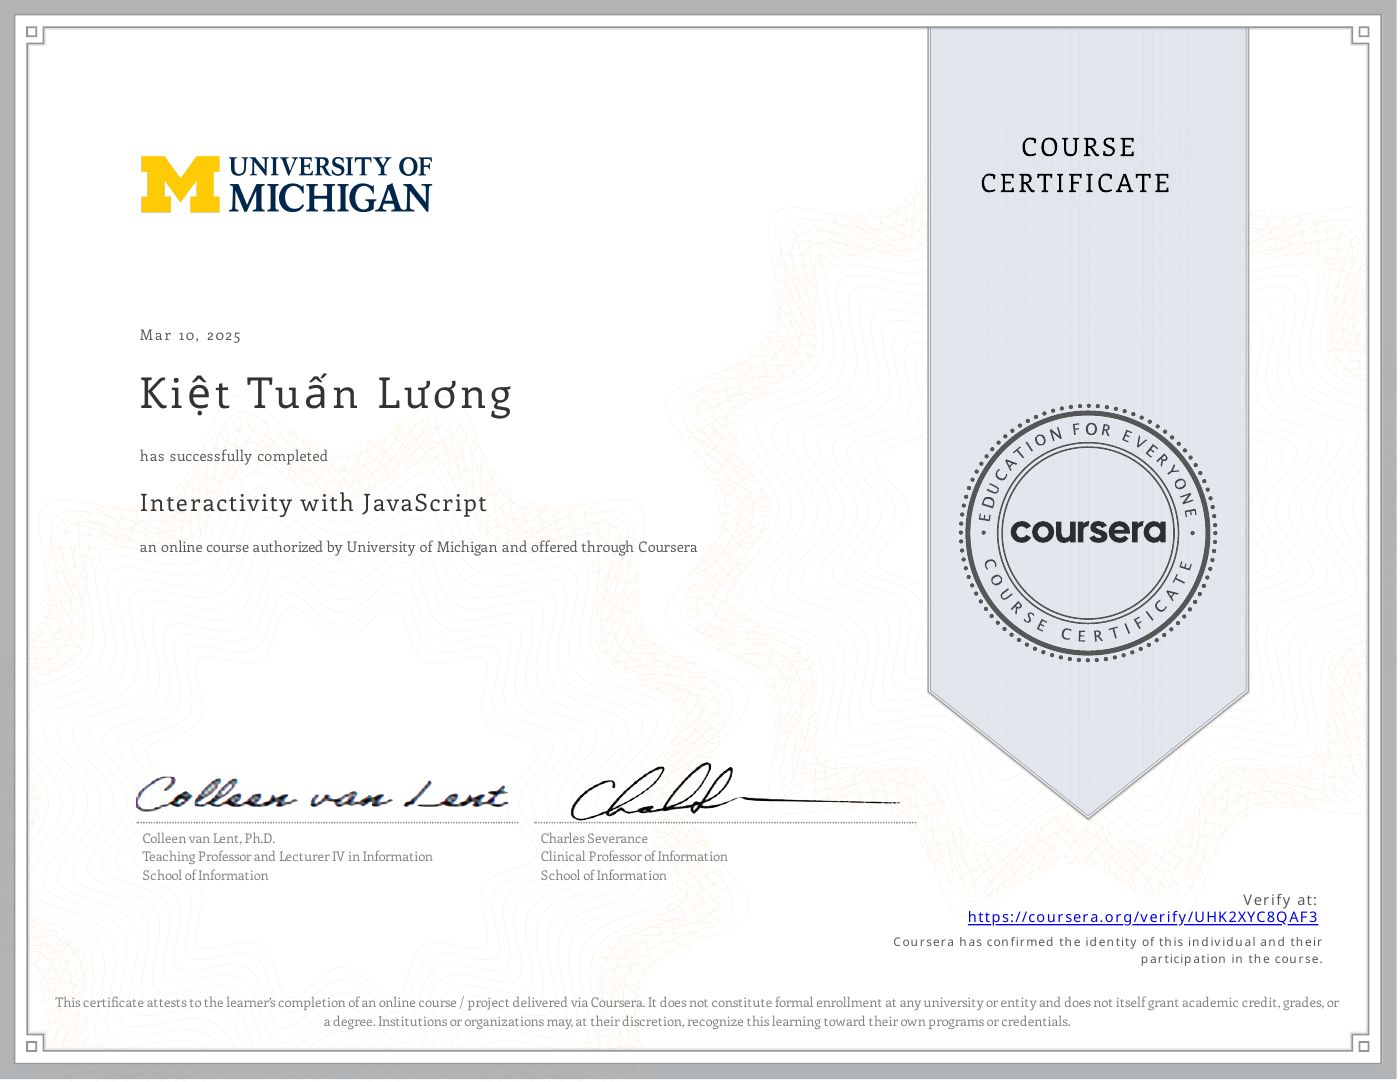 UNIVERSITY OF
MICHIGAN
COURSE
CERTIFICATE
Mar 10, 2025
Kiệt Tuấn Lương
has successfully completed
Interactivity with JavaScript
an online course authorized by University of Michigan and offered through Coursera
EDUCATION FOR EVERYONE
coursera
COURSE CERTIFICATE
Colleen van Lent
Colleen van Lent, Ph.D.
Teaching Professor and Lecturer IV in Information
School of Information
Charles Severance
Clinical Professor of Information
School of Information
Verify at:
https://coursera.org/verify/UHK2XYC8QAF3
Coursera has confirmed the identity of this individual and their
participation in the course.
This certificate attests to the learner's completion of an online course / project delivered via Coursera. It does not constitute formal enrollment at any university or entity and does not itself grant academic credit, grades, or
a degree. Institutions or organizations may, at their discretion, recognize this learning toward their own programs or credentials.